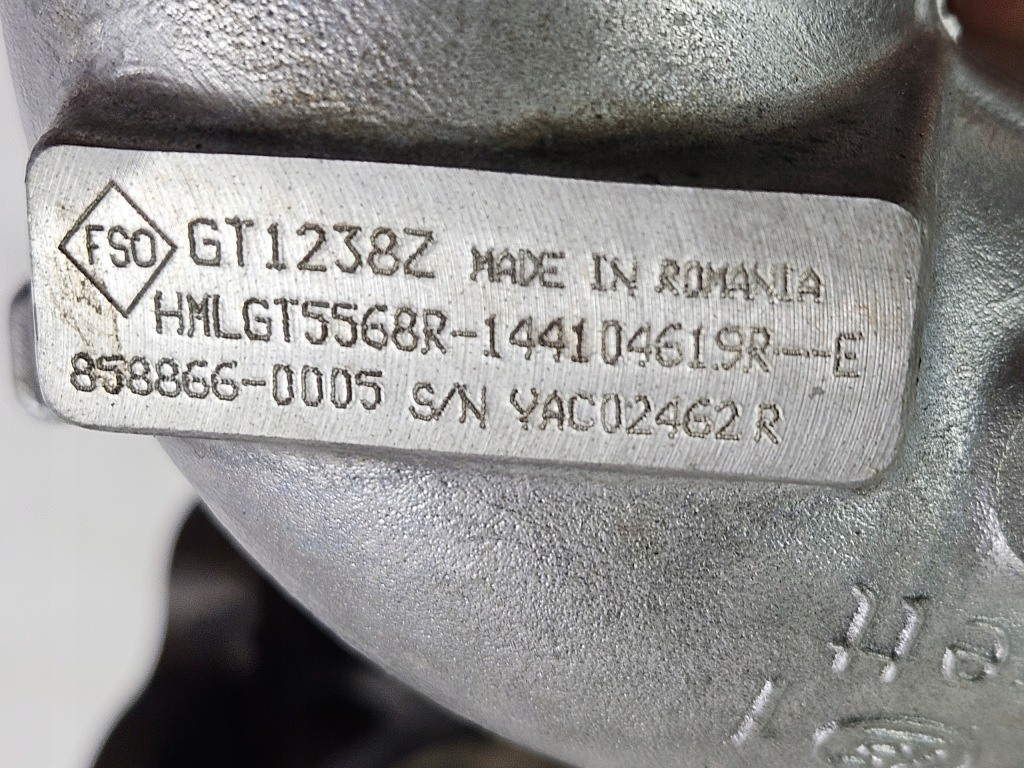 FSO GT1238Z MADE IN ROMANIA
HMLGT5568R-144104619R--E
858866-0005 S/N YAC02462R